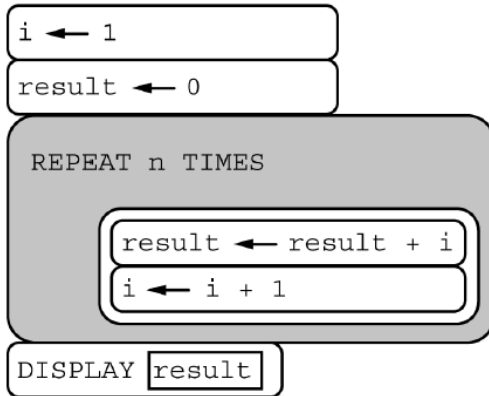 i ← 1
result ← 0
REPEAT n TIMES
result ← result + i
i ← i + 1
DISPLAY result